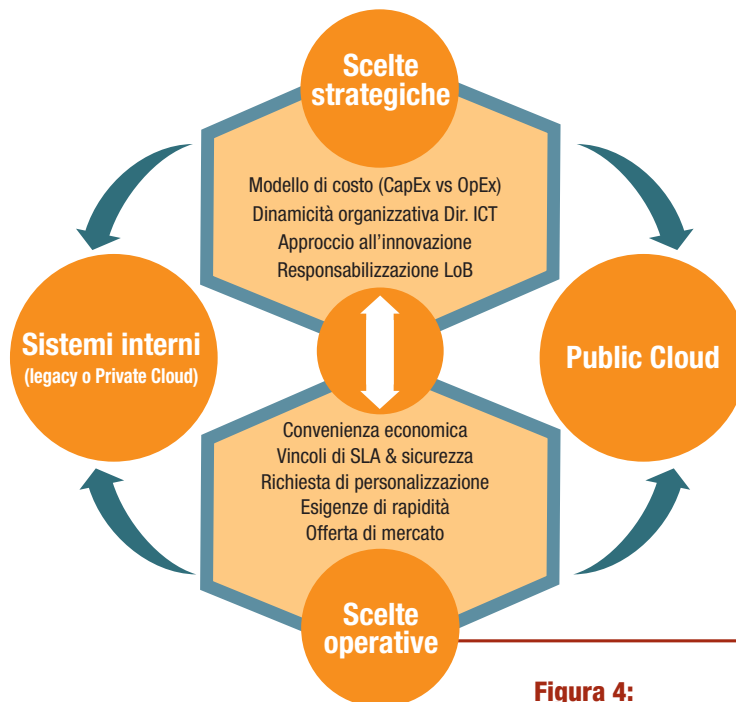 Scelte
strategiche
Modello di costo (CapEx vs OpEx)
Dinamicità organizzativa Dir. ICT
Approccio all’innovazione
Responsabilizzazione LoB
Sistemi interni
(legacy o Private Cloud)
Public Cloud
Convenienza economica
Vincoli di SLA & sicurezza
Richiesta di personalizzazione
Esigenze di rapidità
Offerta di mercato
Scelte
operative
Figura 4: